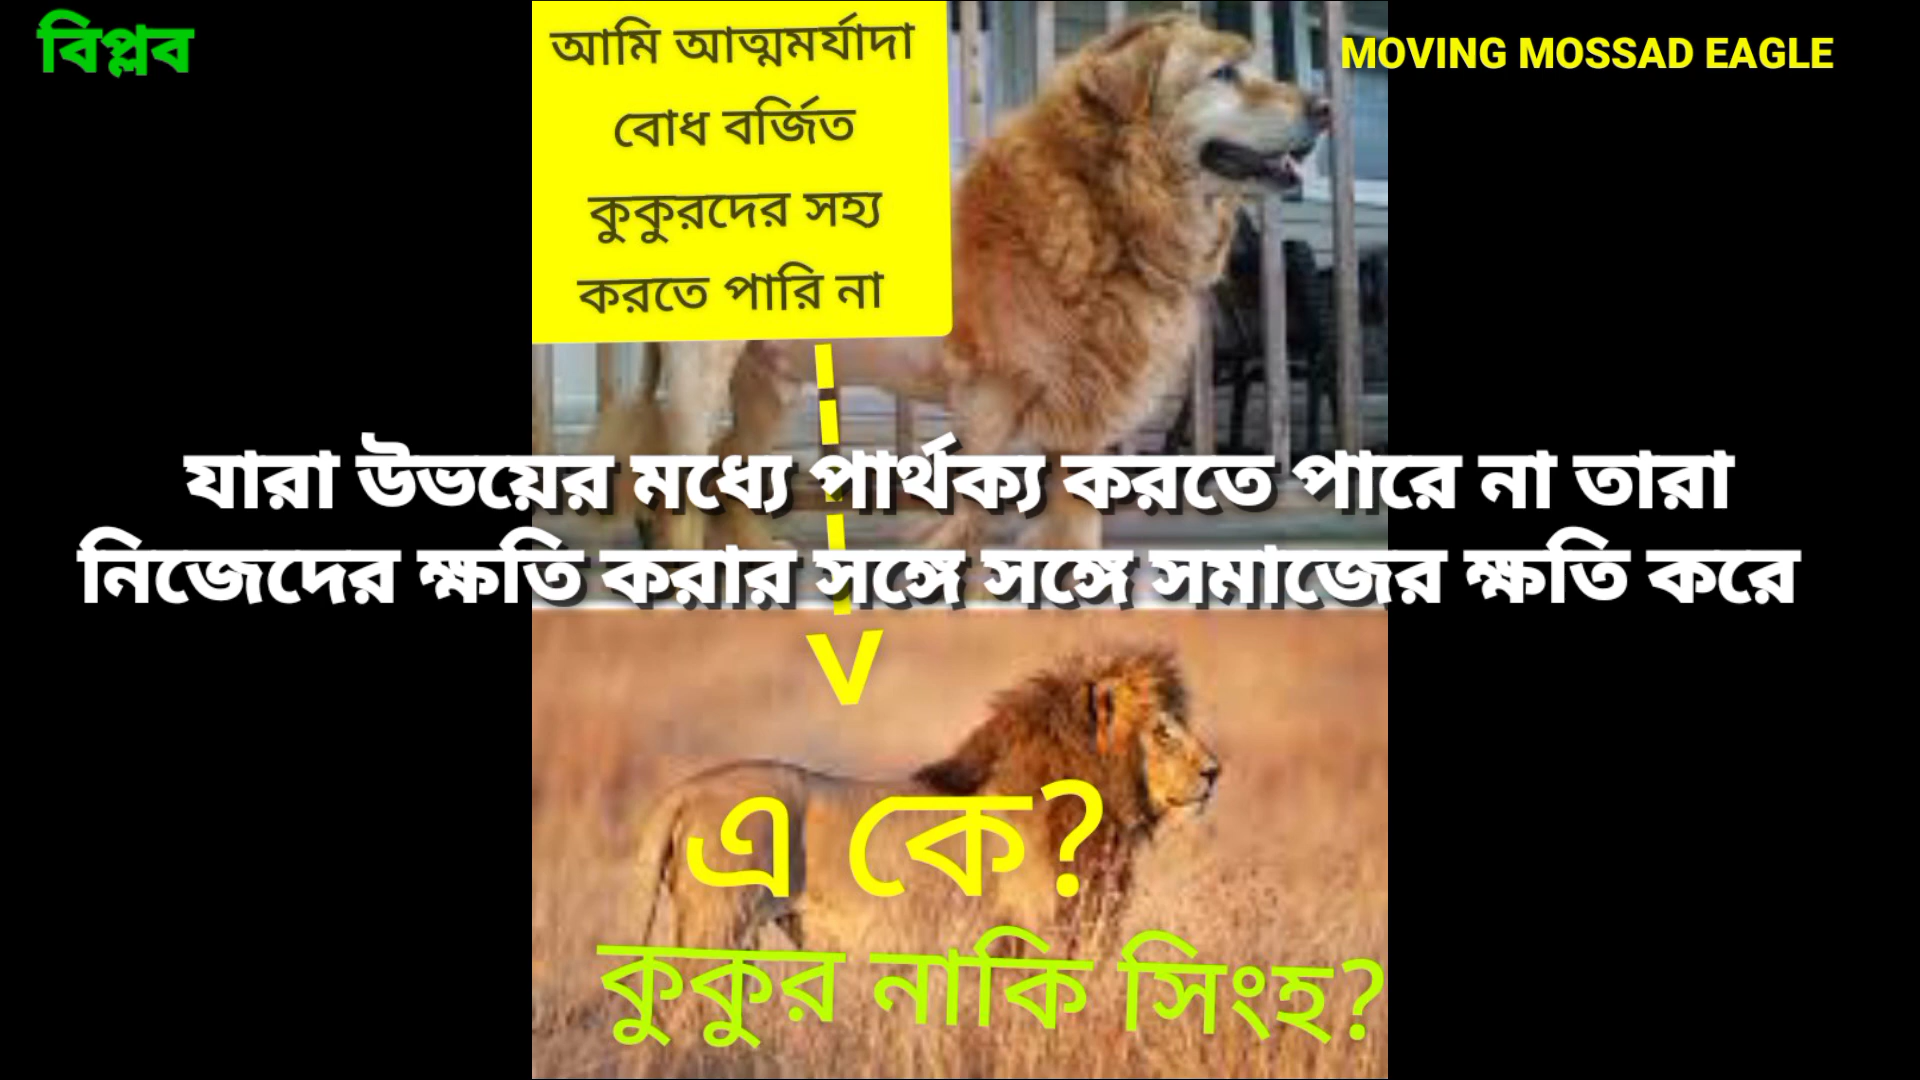 বিপ্লব
MOVING MOSSAD EAGLE
আমি আত্মমর্যাদা
বোধ বর্জিত
কুকুরদের সহ্য
করতে পারি না
যারা উভয়ের মধ্যে পার্থক্য করতে পারে না তারা
নিজেদের ক্ষতি করার সঙ্গে সঙ্গে সমাজের ক্ষতি করে
এ কে?
কুকুর নাকি সিংহ?